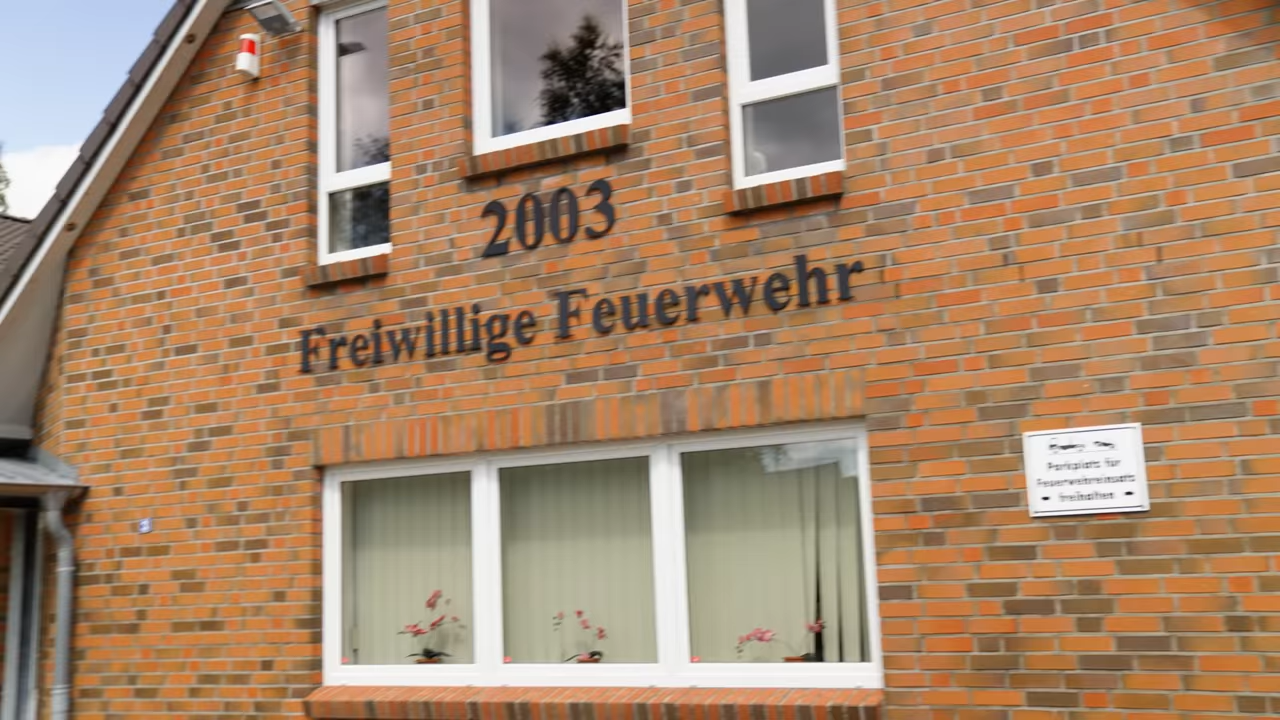 2003
Freiwillige Feuerwehr
Parkplatz für
Feuerwehreinsatz
freihalten